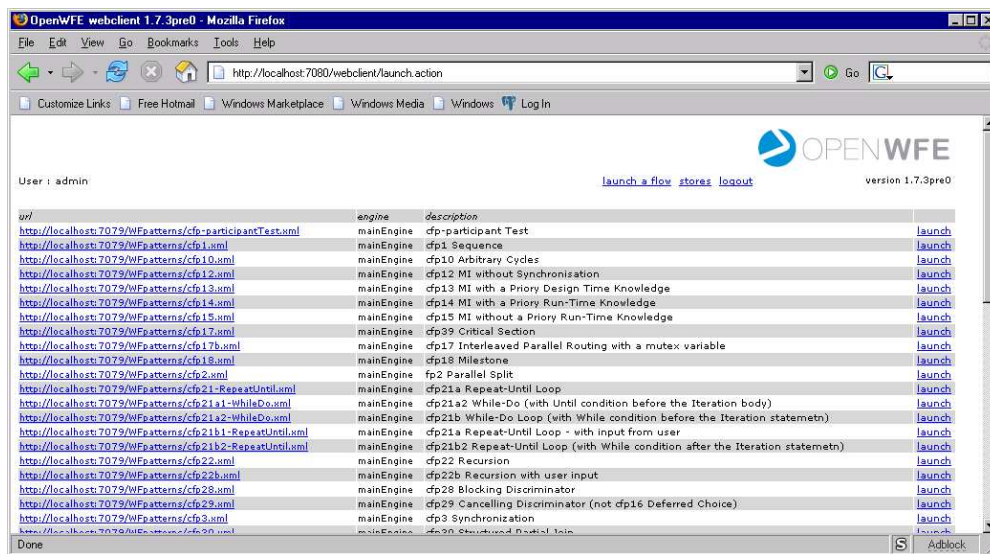 OpenWFE webclient 1.7.3pre0 - Mozilla Firefox
File Edit View Go Bookmarks Tools Help
http://localhost:7080/webclient/launch.action Go G
Customize Links Free Hotmail Windows Marketplace Windows Media Windows Log In
OPENWFE
User : admin launch a flow stores logout version 1.7.3pre0
url engine description
http://localhost:7079/WFpatterns/cfp-participantTest.xml mainEngine cfp-participant Test launch
http://localhost:7079/WFpatterns/cfp1.xml mainEngine cfp1 Sequence launch
http://localhost:7079/WFpatterns/cfp10.xml mainEngine cfp10 Arbitrary Cycles launch
http://localhost:7079/WFpatterns/cfp12.xml mainEngine cfp12 MI without Synchronisation launch
http://localhost:7079/WFpatterns/cfp13.xml mainEngine cfp13 MI with a Priory Design Time Knowledge launch
http://localhost:7079/WFpatterns/cfp14.xml mainEngine cfp14 MI with a Priory Run-Time Knowledge launch
http://localhost:7079/WFpatterns/cfp15.xml mainEngine cfp15 MI without a Priory Run-Time Knowledge launch
http://localhost:7079/WFpatterns/cfp17.xml mainEngine cfp39 Critical Section launch
http://localhost:7079/WFpatterns/cfp17b.xml mainEngine cfp17 Interleaved Parallel Routing with a mutex variable launch
http://localhost:7079/WFpatterns/cfp18.xml mainEngine cfp18 Milestone launch
http://localhost:7079/WFpatterns/cfp2.xml mainEngine fp2 Parallel Split launch
http://localhost:7079/WFpatterns/cfp21-RepeatUntil.xml mainEngine cfp21a Repeat-Until Loop launch
http://localhost:7079/WFpatterns/cfp21a1-WhileDo.xml mainEngine cfp21a2 While-Do (with Until condition before the Iteration body) launch
http://localhost:7079/WFpatterns/cfp21a2-WhileDo.xml mainEngine cfp21b While-Do Loop (with While condition before the Iteration statemetn) launch
http://localhost:7079/WFpatterns/cfp21b1-RepeatUntil.xml mainEngine cfp21a Repeat-Until Loop - with input from user launch
http://localhost:7079/WFpatterns/cfp21b2-RepeatUntil.xml mainEngine cfp21b2 Repeat-Until Loop (with While condition after the Iteration statemetn) launch
http://localhost:7079/WFpatterns/cfp22.xml mainEngine cfp22 Recursion launch
http://localhost:7079/WFpatterns/cfp22b.xml mainEngine cfp22b Recursion with user input launch
http://localhost:7079/WFpatterns/cfp28.xml mainEngine cfp28 Blocking Discriminator launch
http://localhost:7079/WFpatterns/cfp29.xml mainEngine cfp29 Cancelling Discriminator (not cfp16 Deferred Choice) launch
http://localhost:7079/WFpatterns/cfp3.xml mainEngine cfp3 Synchronization launch
http://localhost:7079/WFpatterns/cfp30.xml mainEngine cfp30 Structured Partial Join launch
Done S Adblock